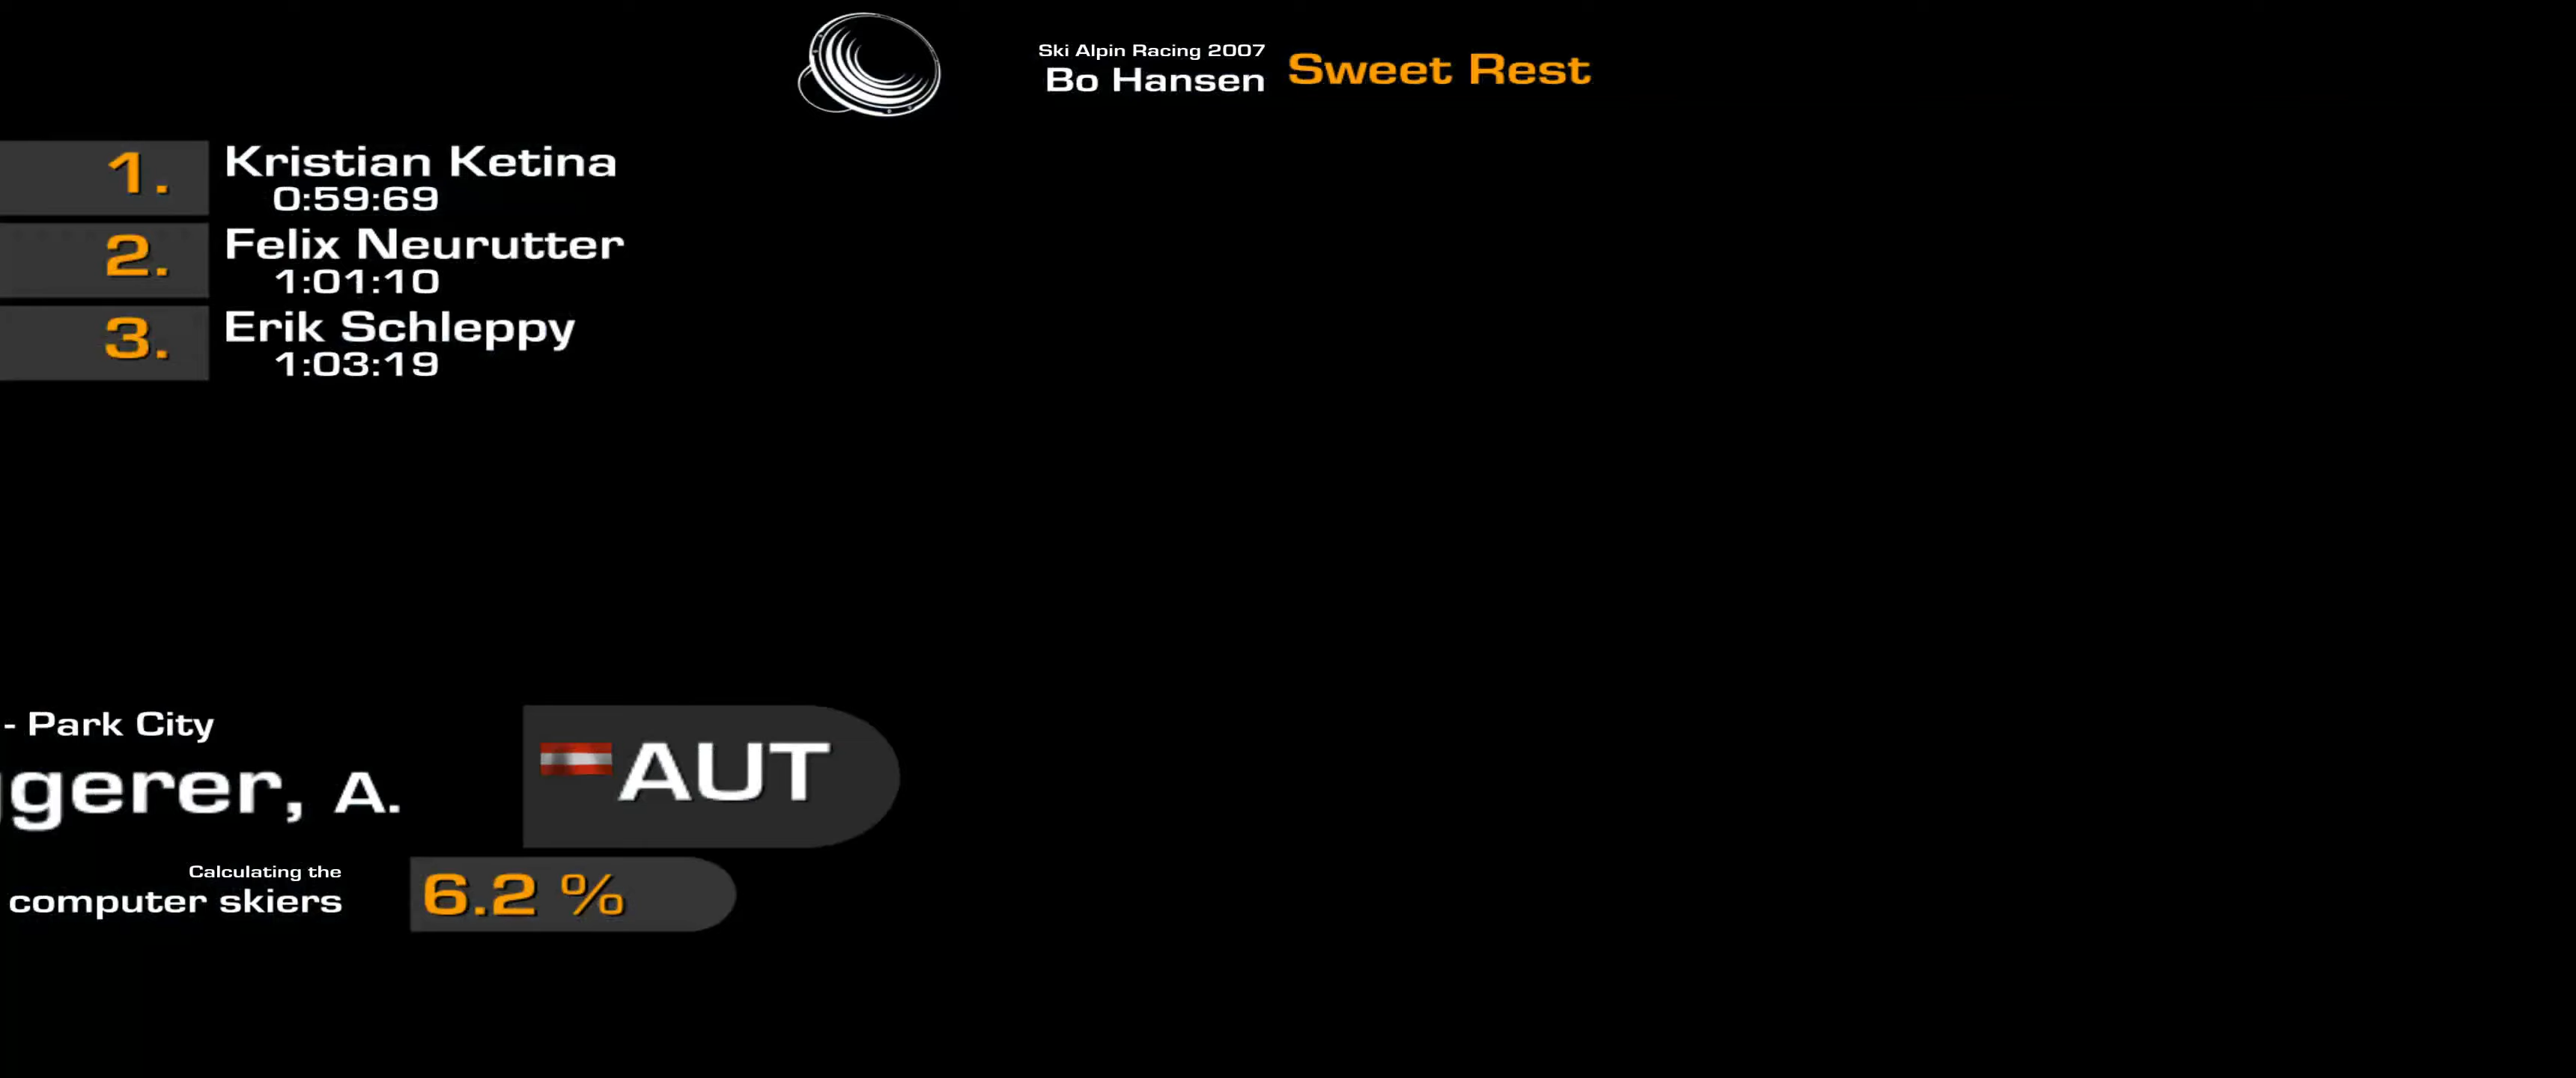 Ski Alpin Racing 2007
Bo Hansen
Sweet Rest
1. Kristian Ketina
0:59:69
2. Felix Neurutter
1:01:10
3. Erik Schleppy
1:03:19
- Park City
gerer, A.
AUT
Calculating the
computer skiers
6.2 %